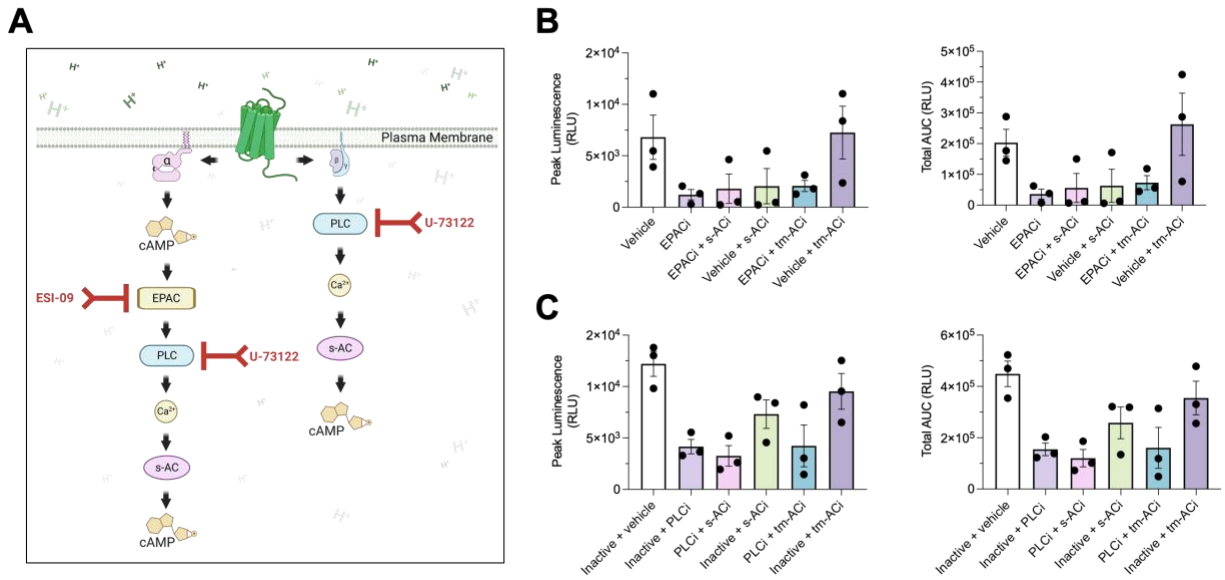 A
H+ H+ H+ H+ H+
H+ H+ H+ H+ H+ H+
Plasma Membrane
α β γ
cAMP
PLC
U-73122
ESI-09
EPAC
Ca2+
PLC
U-73122
s-AC
Ca2+
cAMP
s-AC
cAMP
B
Peak Luminescence
(RLU)
2×10⁴
1×10⁴
5×10³
0
Vehicle
EPACi
EPACi + s-ACi
Vehicle + s-ACi
EPACi + tm-ACi
Vehicle + tm-ACi
Total AUC (RLU)
5×10⁵
4×10⁵
3×10⁵
2×10⁵
1×10⁵
0
Vehicle
EPACi
EPACi + s-ACi
Vehicle + s-ACi
EPACi + tm-ACi
Vehicle + tm-ACi
C
Peak Luminescence
(RLU)
2×10⁴
1×10⁴
5×10³
0
Inactive + vehicle
Inactive + PLCi
PLCi + s-ACi
Inactive + s-ACi
PLCi + tm-ACi
Inactive + tm-ACi
Total AUC (RLU)
6×10⁵
4×10⁵
2×10⁵
0
Inactive + vehicle
Inactive + PLCi
PLCi + s-ACi
Inactive + s-ACi
PLCi + tm-ACi
Inactive + tm-ACi